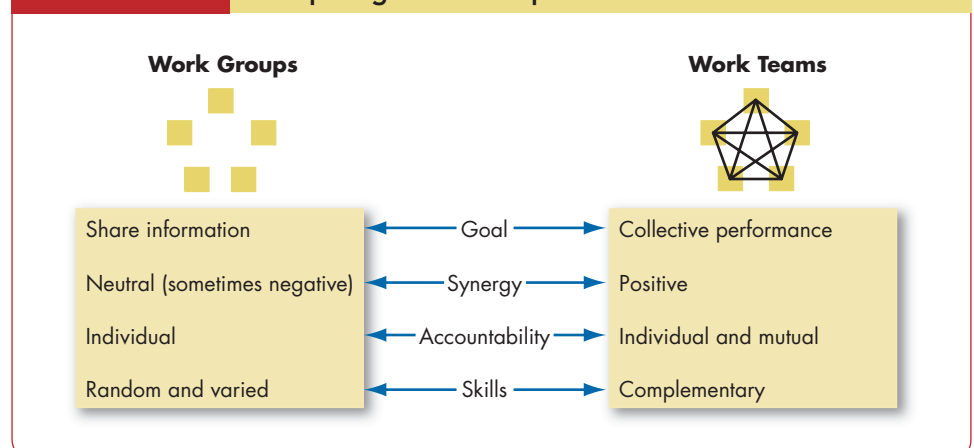 Work Groups
Work Teams
Share information
Goal
Collective performance
Neutral (sometimes negative)
Synergy
Positive
Individual
Accountability
Individual and mutual
Random and varied
Skills
Complementary